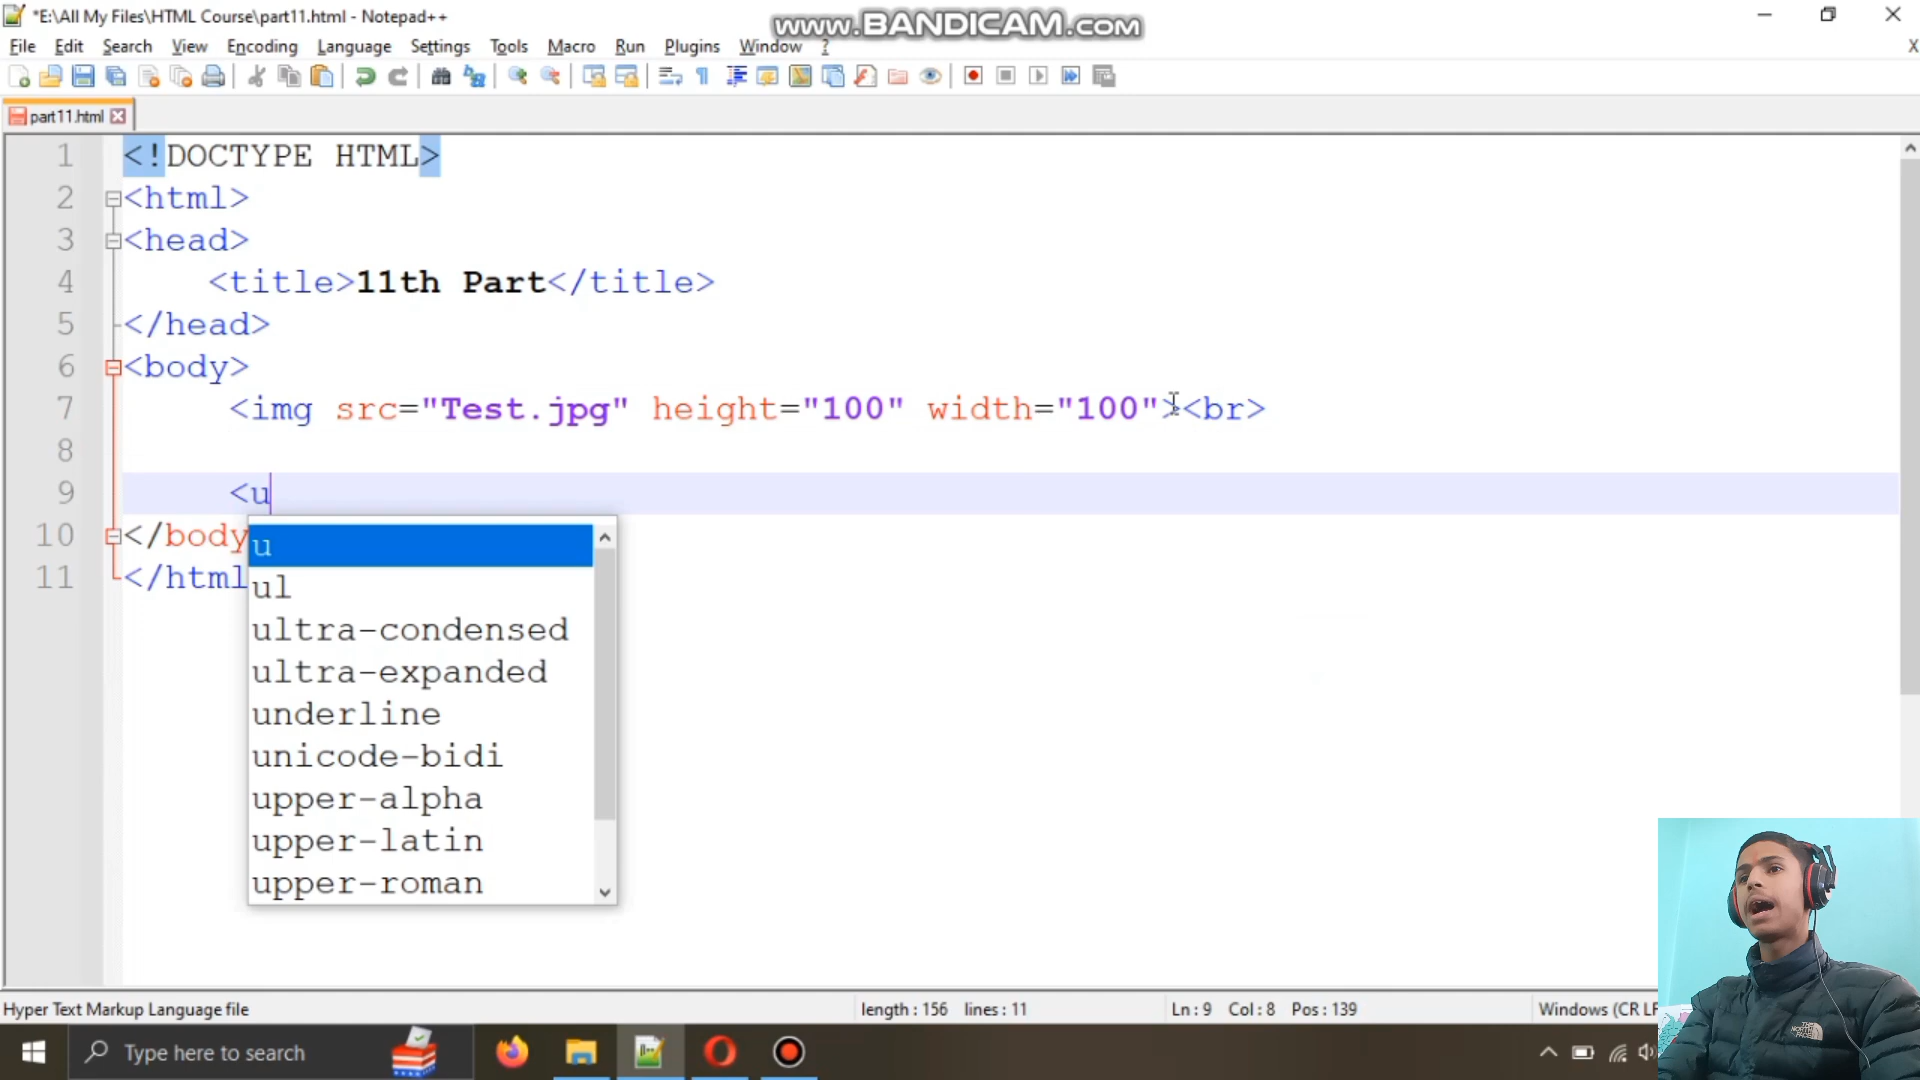 *E:\All My Files\HTML Course\part11.html - Notepad++
www.BANDICAM.com
File Edit Search View Encoding Language Settings Tools Macro Run Plugins Window ? X
part11.html
1 <!DOCTYPE HTML>
2 <html>
3 <head>
4 <title>11th Part</title>
5 </head>
6 <body>
7 <img src="Test.jpg" height="100" width="100"><br>
8
9 <u
10 </body
11 </html
u
ul
ultra-condensed
ultra-expanded
underline
unicode-bidi
upper-alpha
upper-latin
upper-roman
Hyper Text Markup Language file length : 156 lines : 11 Ln : 9 Col : 8 Pos : 139 Windows (CR LF
Type here to search
THE NORTH FACE